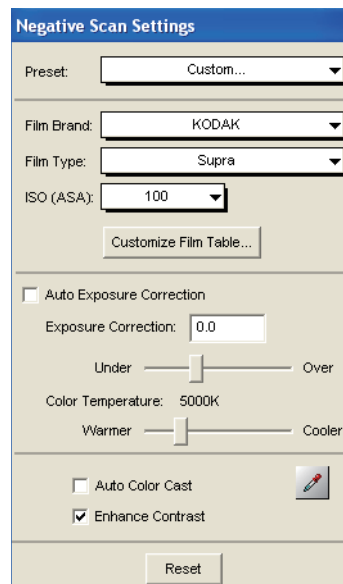 Negative Scan Settings
Preset: Custom...
Film Brand: KODAK
Film Type: Supra
ISO (ASA): 100
Customize Film Table...
Auto Exposure Correction
Exposure Correction: 0.0
Under Over
Color Temperature: 5000K
Warmer Cooler
Auto Color Cast
Enhance Contrast
Reset